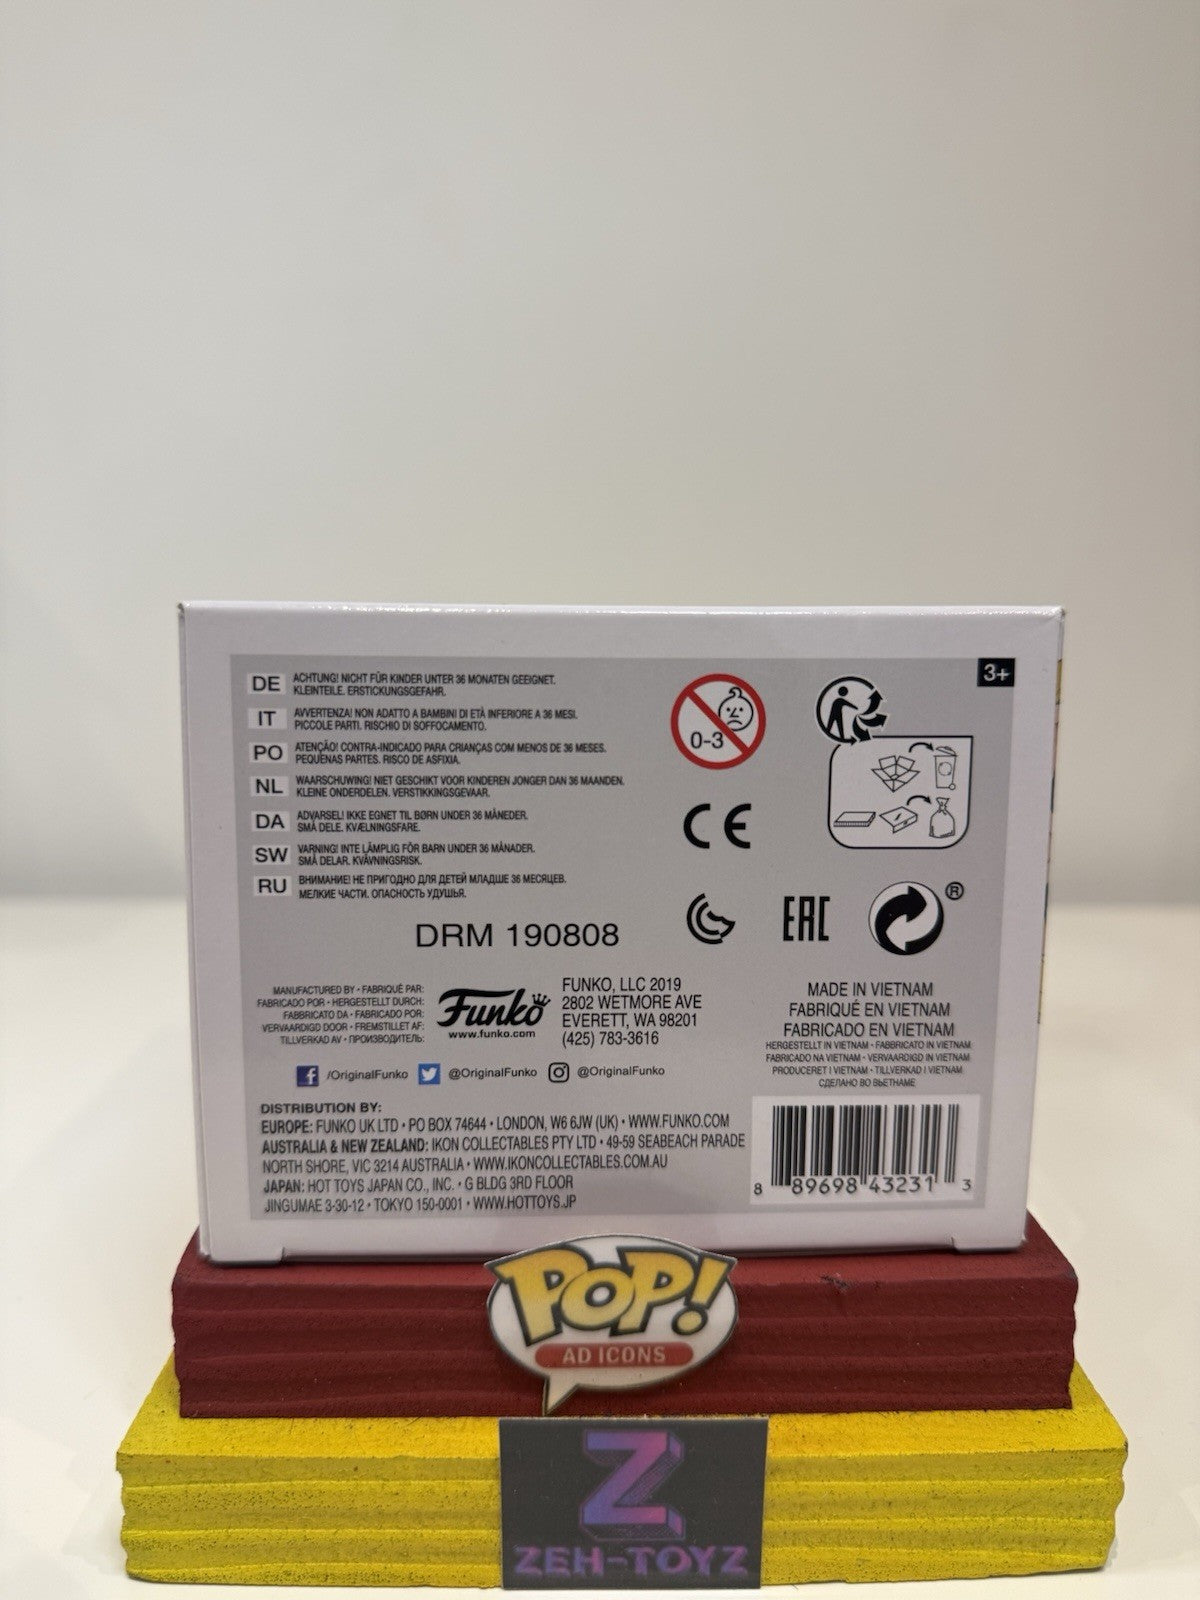 3+
DE ACHTUNG! NICHT FÜR KINDER UNTER 36 MONATEN GEEIGNET.
KLEINTEILE. ERSTICKUNGSGEFAHR.
IT AVVERTENZA! NON ADATTO A BAMBINI DI ETÀ INFERIORE A 36 MESI.
PICCOLE PARTI. RISCHIO DI SOFFOCAMENTO.
PO ATENÇÃO! CONTRA-INDICADO PARA CRIANÇAS COM MENOS DE 36 MESES.
PEQUENAS PARTES. RISCO DE ASFIXIA.
NL WAARSCHUWING! NIET GESCHIKT VOOR KINDEREN JONGER DAN 36 MAANDEN.
KLEINE ONDERDELEN. VERSTIKKINGSGEVAAR.
DA ADVARSEL! IKKE EGNET TIL BØRN UNDER 36 MÅNEDER.
SMÅ DELE. KVÆLNINGSFARE.
SW VARNING! INTE LÄMPLIG FÖR BARN UNDER 36 MÅNADER.
SMÅ DELAR. KVÄVNINGSRISK.
RU ВНИМАНИЕ! НЕ ПРИГОДНО ДЛЯ ДЕТЕЙ МЛАДШЕ 36 МЕСЯЦЕВ.
МЕЛКИЕ ЧАСТИ. ОПАСНОСТЬ УДУШЬЯ.
0-3
CE
EAC
®
DRM 190808
MANUFACTURED BY • FABRIQUÉ PAR:
FABRICADO POR • HERGESTELLT DURCH:
FABBRICATO DA • FABRICADO POR:
VERVAARDIGD DOOR • FREMSTILLET AF:
TILLVERKAD AV • ПРОИЗВОДИТЕЛЬ:
Funko
www.funko.com
FUNKO, LLC 2019
2802 WETMORE AVE
EVERETT, WA 98201
(425) 783-3616
MADE IN VIETNAM
FABRIQUÉ EN VIETNAM
FABRICADO EN VIETNAM
HERGESTELLT IN VIETNAM • FABBRICATO IN VIETNAM
FABRICADO NA VIETNAM • VERVAARDIGD IN VIETNAM
PRODUCERET I VIETNAM • TILLVERKAD I VIETNAM
СДЕЛАНО ВО ВЬЕТНАМЕ
/OriginalFunko @OriginalFunko @OriginalFunko
DISTRIBUTION BY:
EUROPE: FUNKO UK LTD • PO BOX 74644 • LONDON, W6 6JW (UK) • WWW.FUNKO.COM
AUSTRALIA & NEW ZEALAND: IKON COLLECTABLES PTY LTD • 49-59 SEABEACH PARADE
NORTH SHORE, VIC 3214 AUSTRALIA • WWW.IKONCOLLECTABLES.COM.AU
JAPAN: HOT TOYS JAPAN CO., INC. • G BLDG 3RD FLOOR
JINGUMAE 3-30-12 • TOKYO 150-0001 • WWW.HOTTOYS.JP
8 89698 43231 3
POP!
AD ICONS
Z
ZEH-TOYZ